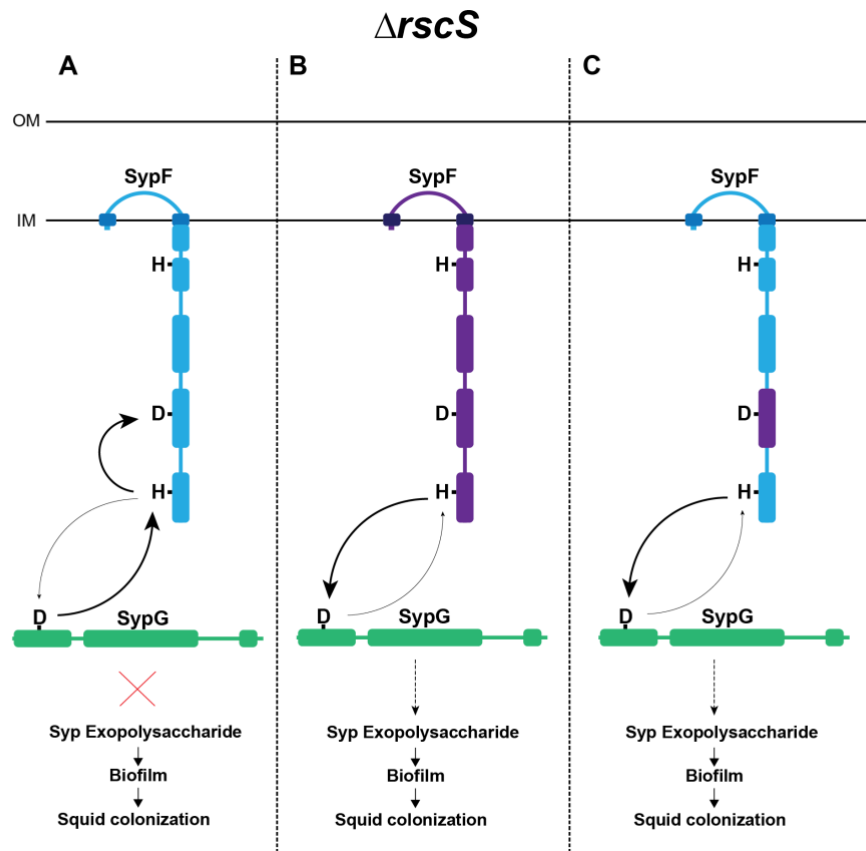 ΔrscS
A
B
C
OM
IM
SypF
H
D
H
D
SypG
Syp Exopolysaccharide
Biofilm
Squid colonization
SypF
H
D
H
D
SypG
Syp Exopolysaccharide
Biofilm
Squid colonization
SypF
H
D
H
D
SypG
Syp Exopolysaccharide
Biofilm
Squid colonization